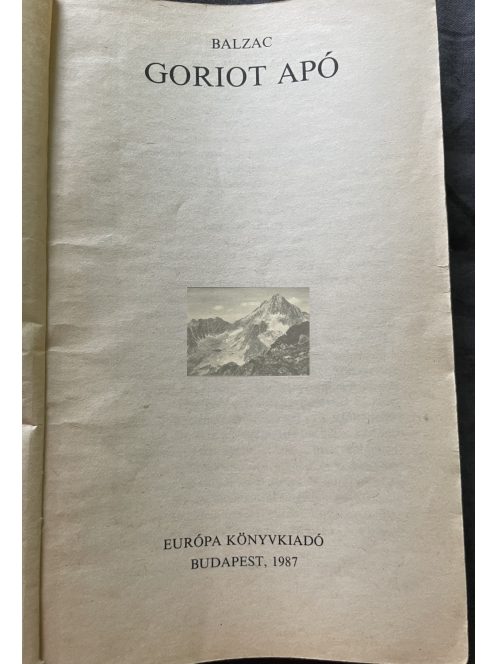 BALZAC
GORIOT APÓ
EURÓPA KÖNYVKIADÓ
BUDAPEST, 1987